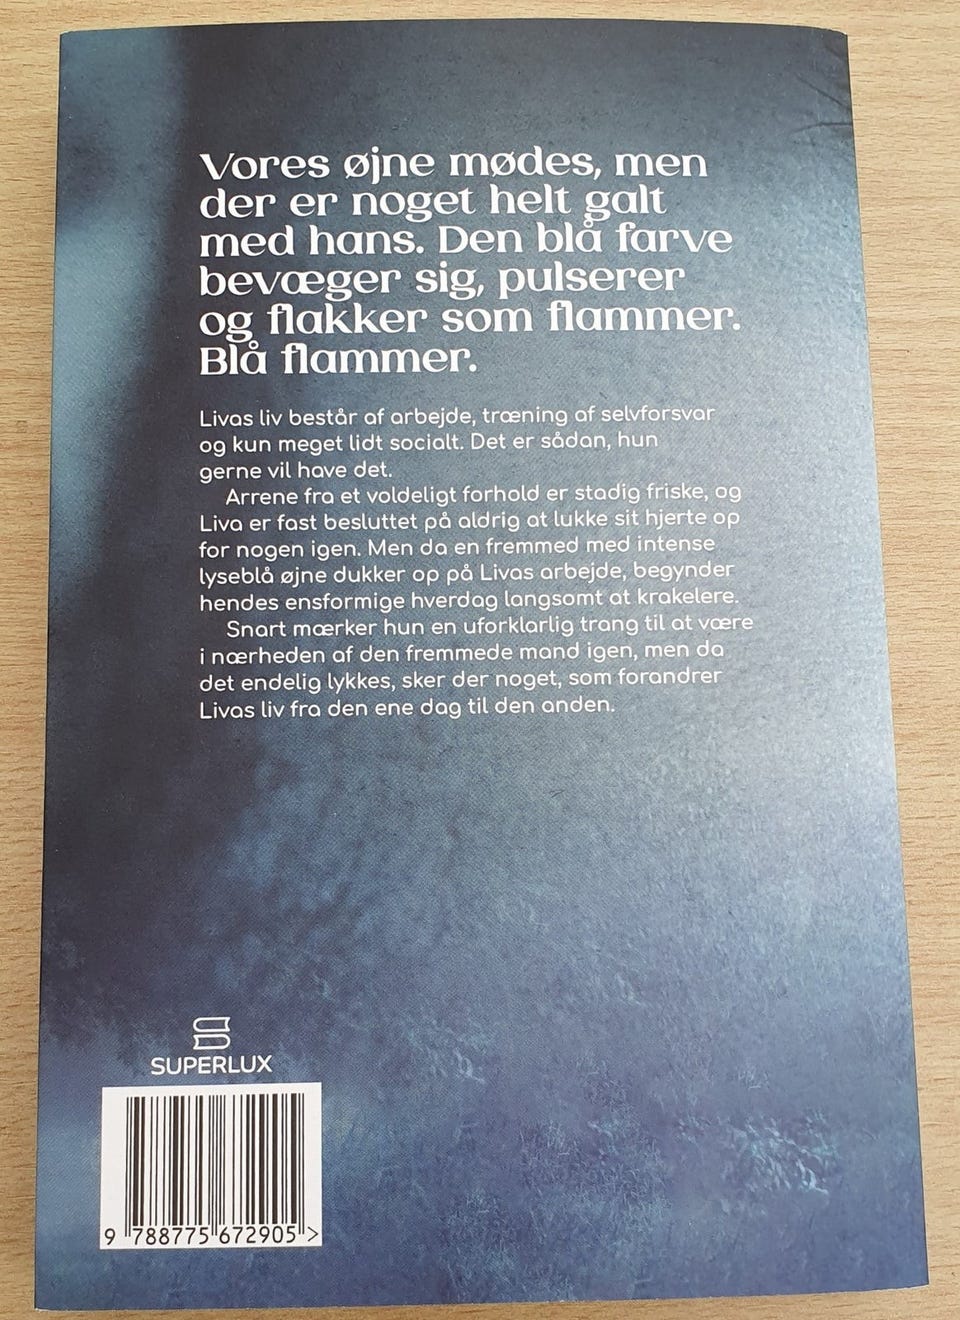 Vores øjne mødes, men
der er noget helt galt
med hans. Den blå farve
bevæger sig, pulserer
og flakker som flammer.
Blå flammer.
Livas liv består af arbejde, træning af selvforsvar
og kun meget lidt socialt. Det er sådan, hun
gerne vil have det.
Arrene fra et voldeligt forhold er stadig friske, og
Liva er fast besluttet på aldrig at lukke sit hjerte op
for nogen igen. Men da en fremmed med intense
lyseblå øjne dukker op på Livas arbejde, begynder
hendes ensformige hverdag langsomt at krakelere.
Snart mærker hun en uforklarlig trang til at være
i nærheden af den fremmede mand igen, men da
det endelig lykkes, sker der noget, som forandrer
Livas liv fra den ene dag til den anden.
SUPERLUX
9 788775 672905 >